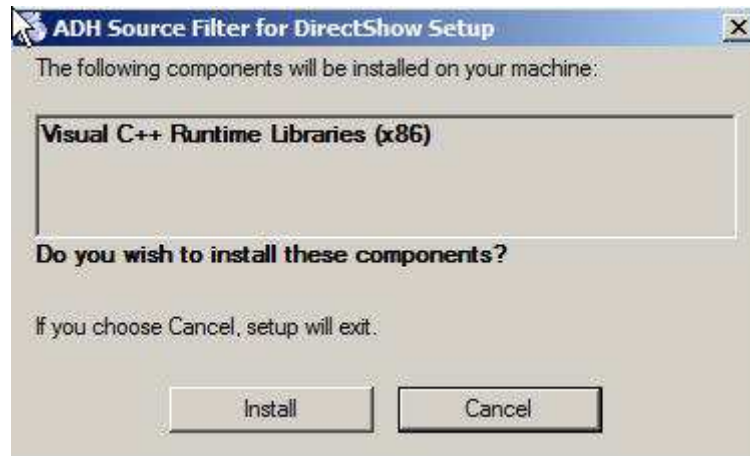 ADH Source Filter for DirectShow Setup
The following components will be installed on your machine:
Visual C++ Runtime Libraries (x86)
Do you wish to install these components?
If you choose Cancel, setup will exit.
Install Cancel